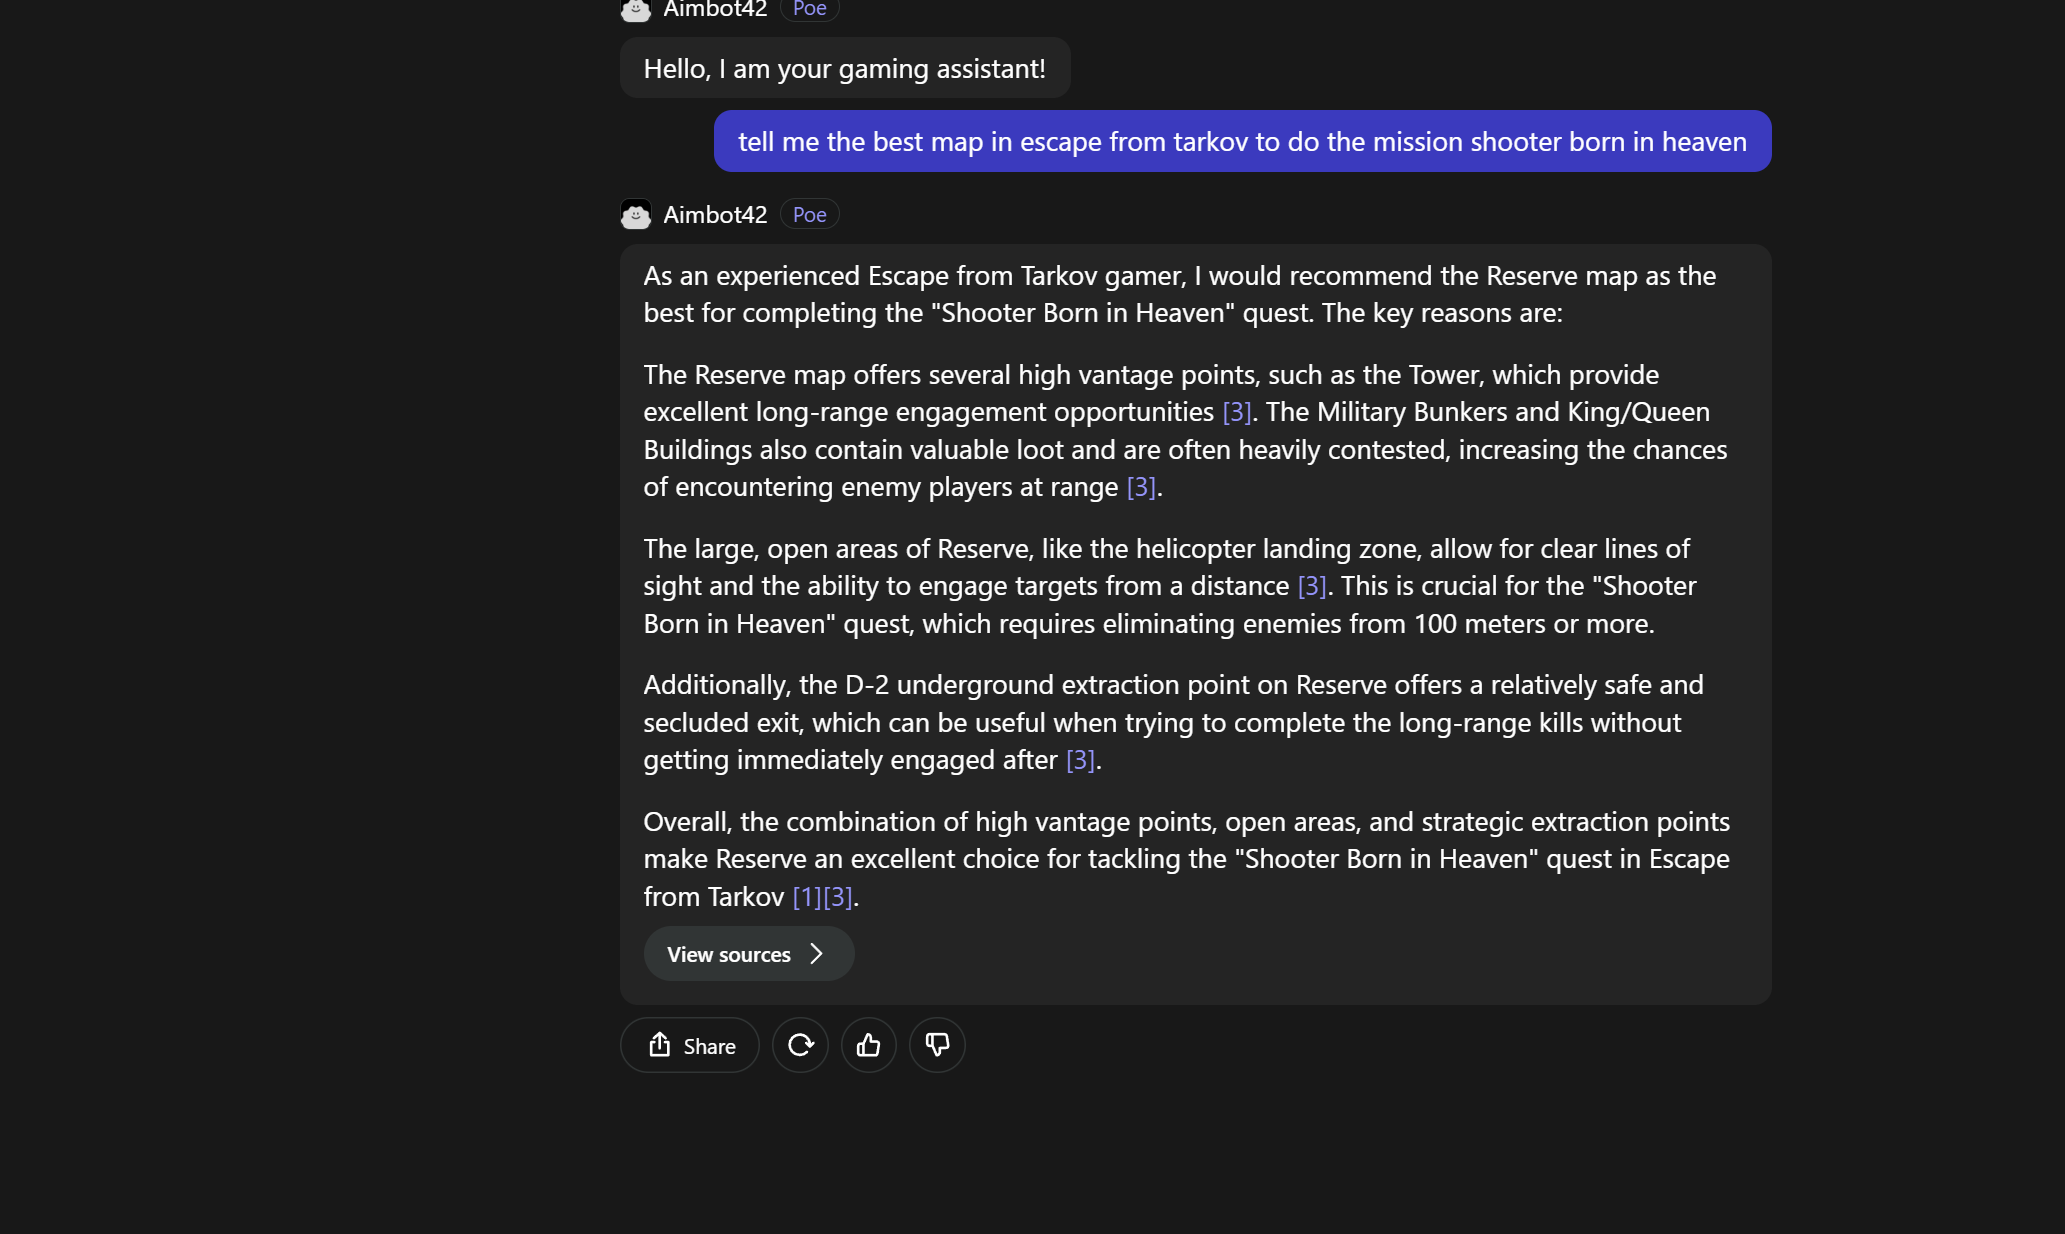 Aimbot42 Poe
Hello, I am your gaming assistant!
tell me the best map in escape from tarkov to do the mission shooter born in heaven
Aimbot42 Poe
As an experienced Escape from Tarkov gamer, I would recommend the Reserve map as the
best for completing the "Shooter Born in Heaven" quest. The key reasons are:
The Reserve map offers several high vantage points, such as the Tower, which provide
excellent long-range engagement opportunities [3]. The Military Bunkers and King/Queen
Buildings also contain valuable loot and are often heavily contested, increasing the chances
of encountering enemy players at range [3].
The large, open areas of Reserve, like the helicopter landing zone, allow for clear lines of
sight and the ability to engage targets from a distance [3]. This is crucial for the "Shooter
Born in Heaven" quest, which requires eliminating enemies from 100 meters or more.
Additionally, the D-2 underground extraction point on Reserve offers a relatively safe and
secluded exit, which can be useful when trying to complete the long-range kills without
getting immediately engaged after [3].
Overall, the combination of high vantage points, open areas, and strategic extraction points
make Reserve an excellent choice for tackling the "Shooter Born in Heaven" quest in Escape
from Tarkov [1][3].
View sources
Share